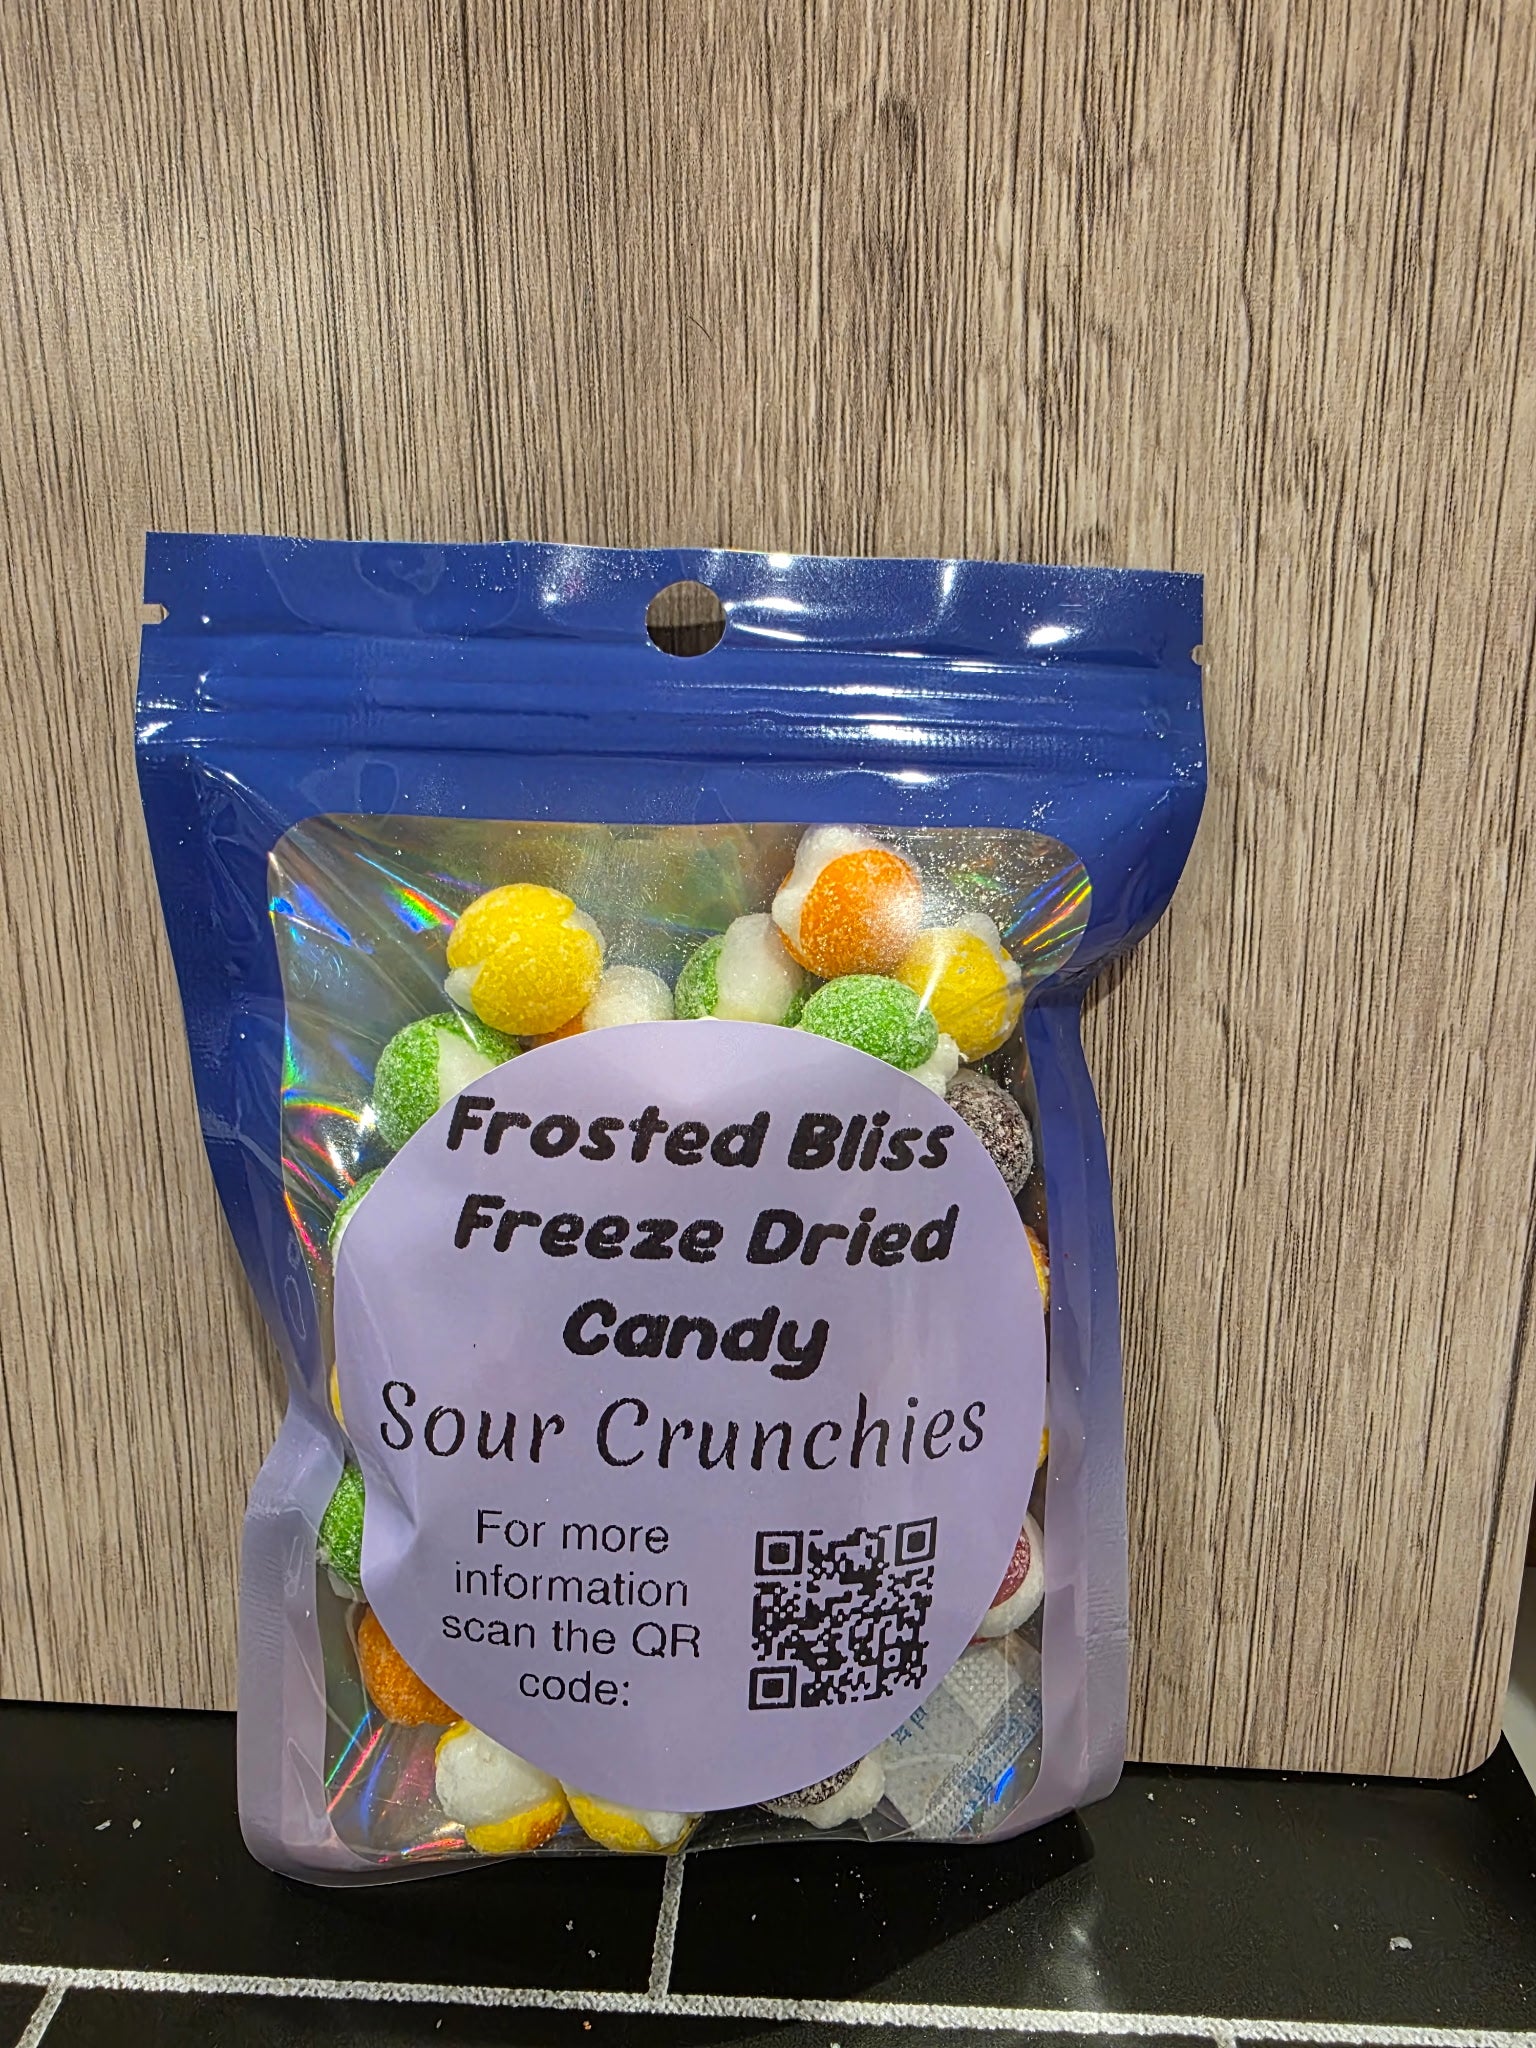 Frosted Bliss
Freeze Dried
Candy
Sour Crunchies
For more
information
scan the QR
code: